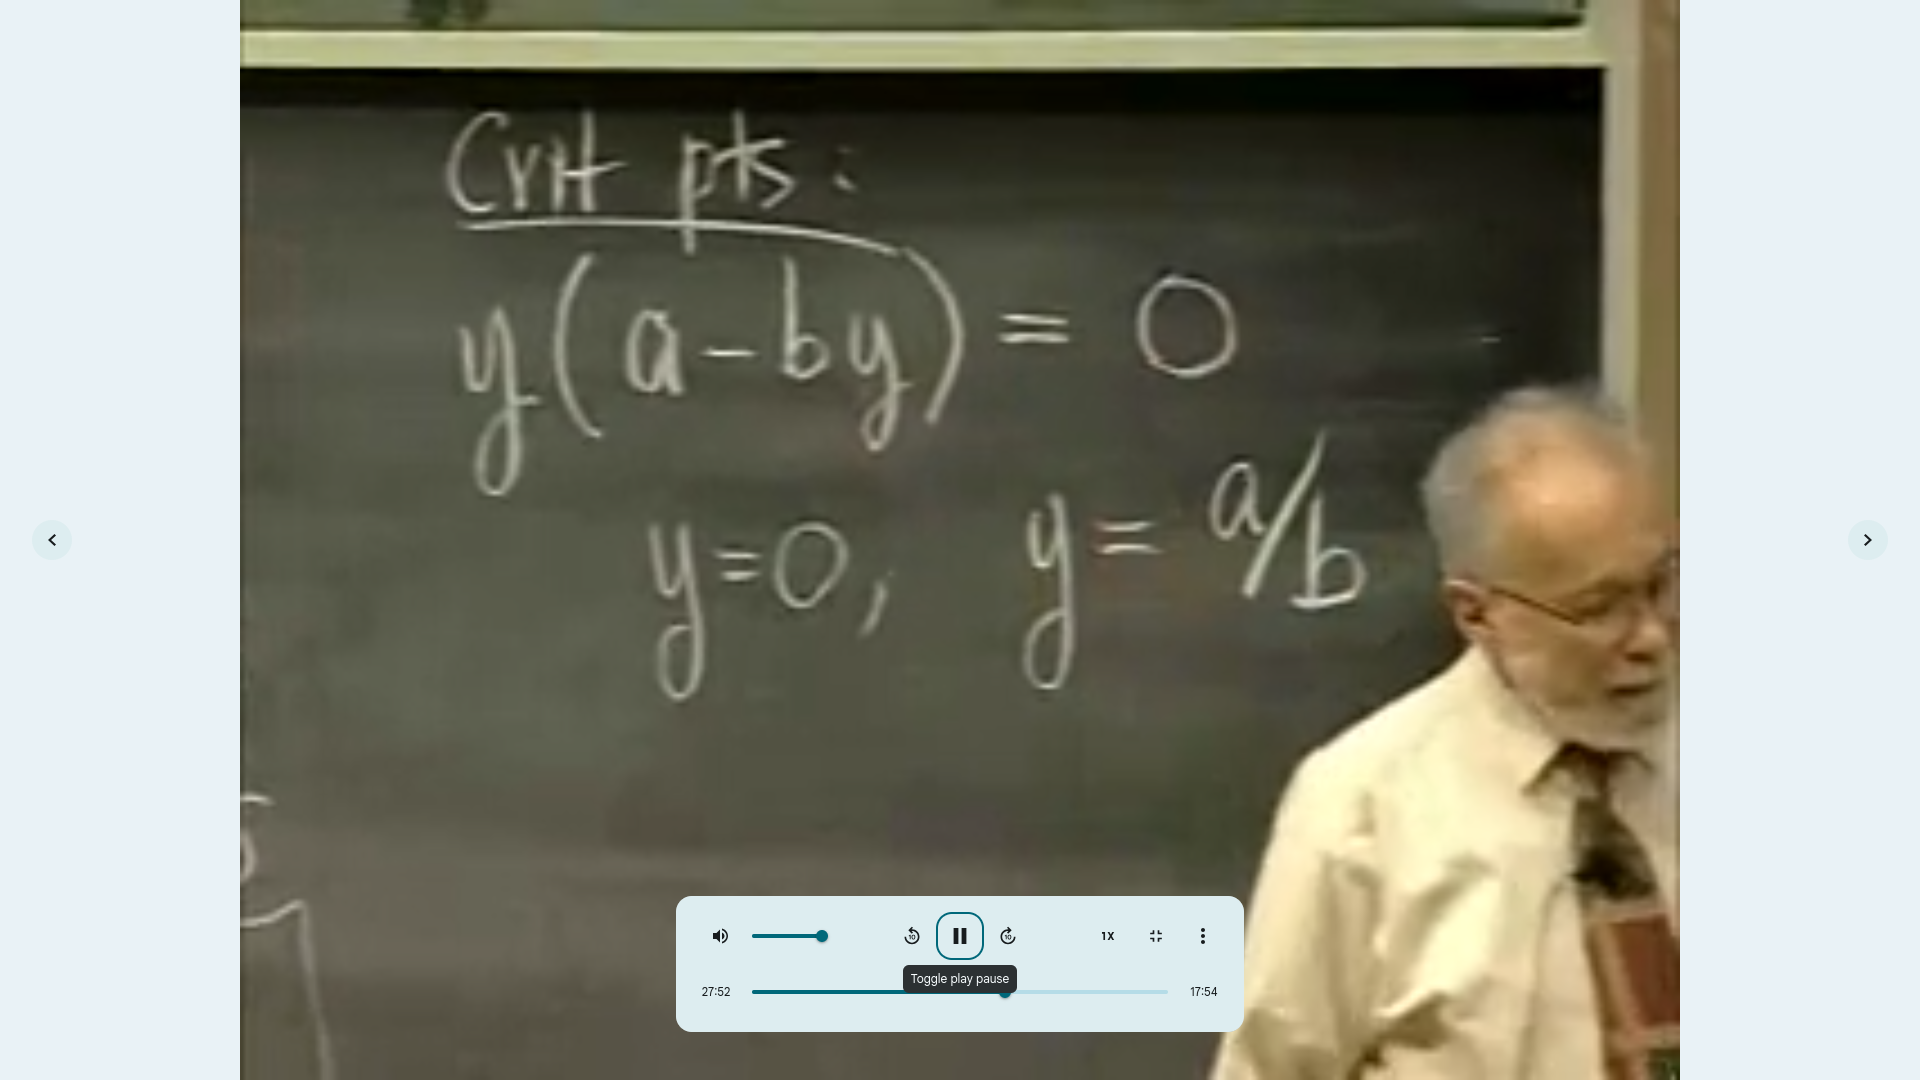 Crit pts:
y(a-by) = 0
y=0, y= a/b
1X
Toggle play pause
27:52
17:54